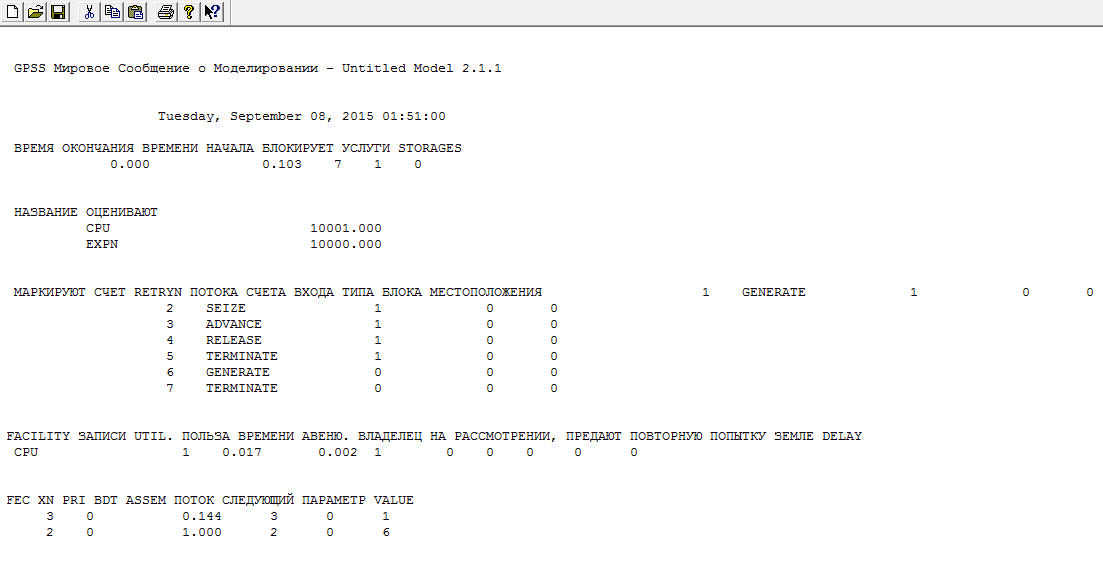 GPSS Мировое Сообщение о Моделировании - Untitled Model 2.1.1
Tuesday, September 08, 2015 01:51:00
ВРЕМЯ ОКОНЧАНИЯ ВРЕМЕНИ НАЧАЛА БЛОКИРУЕТ УСЛУГИ STORAGES
0.000 0.103 7 1 0
НАЗВАНИЕ ОЦЕНИВАЮТ
CPU 10001.000
EXPN 10000.000
МАРКИРУЮТ СЧЕТ RETRYN ПОТОКА СЧЕТА ВХОДА ТИПА БЛОКА МЕСТОПОЛОЖЕНИЯ 1 GENERATE 1 0 0
2 SEIZE 1 0 0
3 ADVANCE 1 0 0
4 RELEASE 1 0 0
5 TERMINATE 1 0 0
6 GENERATE 0 0 0
7 TERMINATE 0 0 0
FACILITY ЗАПИСИ UTIL. ПОЛЬЗА ВРЕМЕНИ АВЕНЮ. ВЛАДЕЛЕЦ НА РАССМОТРЕНИИ, ПРЕДАЮТ ПОВТОРНУЮ ПОПЫТКУ ЗЕМЛЕ DELAY
CPU 1 0.017 0.002 1 0 0 0 0 0
FEC XN PRI BDT ASSEM ПОТОК СЛЕДУЮЩИЙ ПАРАМЕТР VALUE
3 0 0.144 3 0 1
2 0 1.000 2 0 6